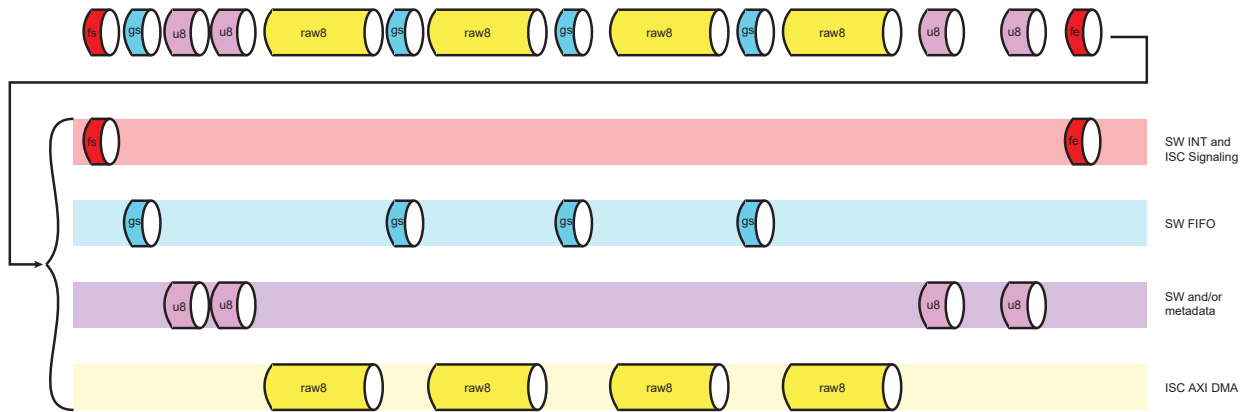 fs gs u8 u8 raw8 gs raw8 gs raw8 gs raw8 u8 u8 fe
fs fe SW INT and
ISC Signaling
gs gs gs gs SW FIFO
u8 u8 u8 u8 SW and/or
metadata
raw8 raw8 raw8 raw8 ISC AXI DMA